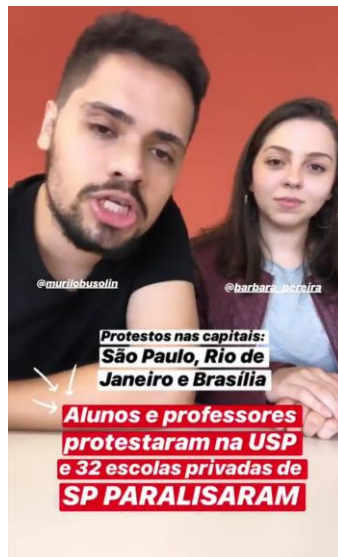 @murilobusolin
@barbara_pereira
Protestos nas capitais:
São Paulo, Rio de
Janeiro e Brasília
Alunos e professores
protestaram na USP
e 32 escolas privadas de
SP PARALISARAM